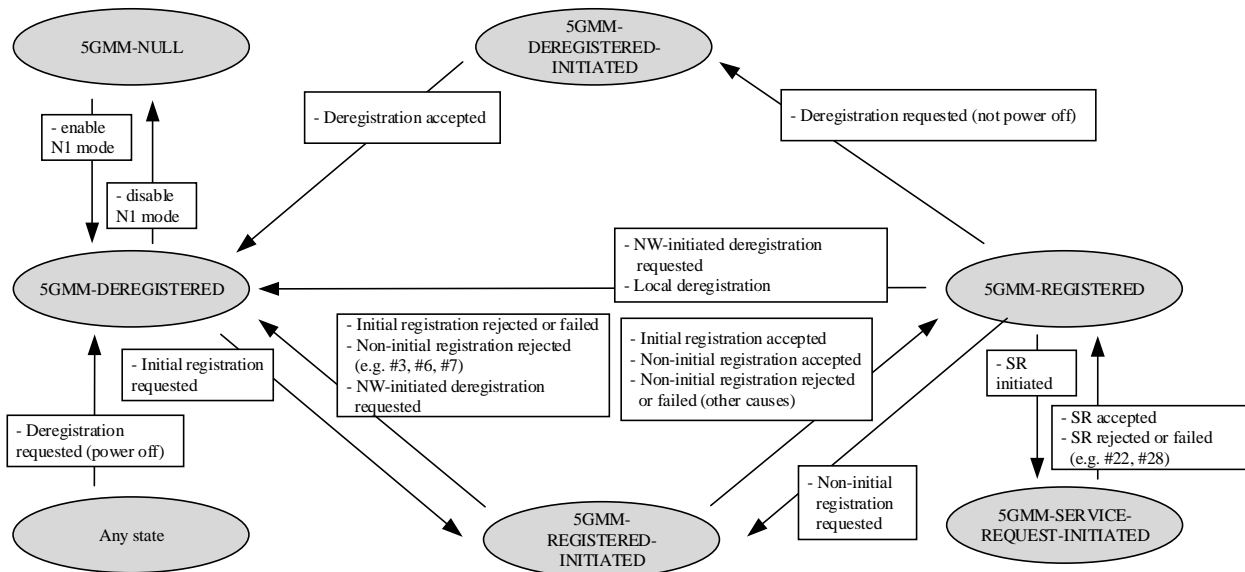 5GMM-NULL
5GMM-
DEREGISTERED-
INITIATED
- enable
N1 mode
- disable
N1 mode
- Deregistration accepted
- Deregistration requested (not power off)
5GMM-DEREGISTERED
- NW-initiated deregistration
requested
- Local deregistration
5GMM-REGISTERED
- Initial registration
requested
- Initial registration rejected or failed
- Non-initial registration rejected
(e.g. #3, #6, #7)
- NW-initiated deregistration
requested
- Initial registration accepted
- Non-initial registration accepted
- Non-initial registration rejected
or failed (other causes)
- SR
initiated
- Deregistration
requested (power off)
- SR accepted
- SR rejected or failed
(e.g. #22, #28)
- Non-initial
registration
requested
Any state
5GMM-
REGISTERED-
INITIATED
5GMM-SERVICE-
REQUEST-INITIATED